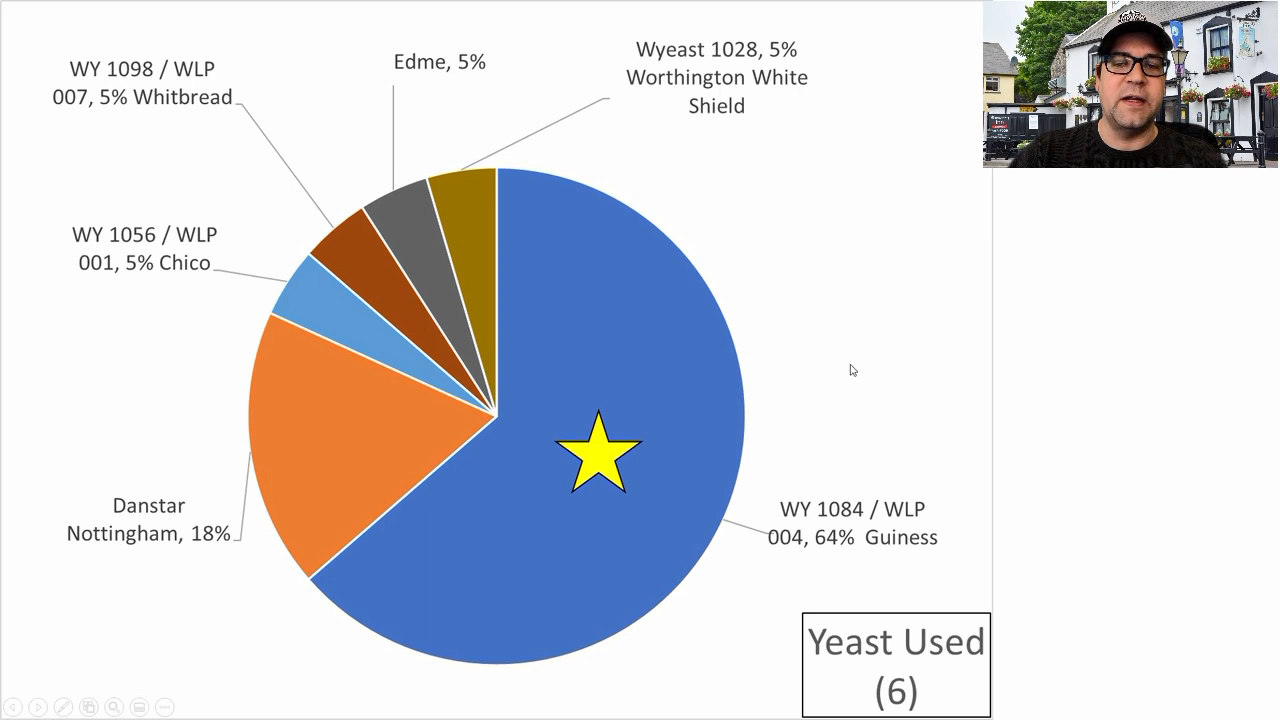 WY 1098 / WLP
007, 5% Whitbread
Edme, 5%
Wyeast 1028, 5%
Worthington White
Shield
WY 1056 / WLP
001, 5% Chico
Danstar
Nottingham, 18%
WY 1084 / WLP
004, 64% Guiness
Yeast Used
(6)